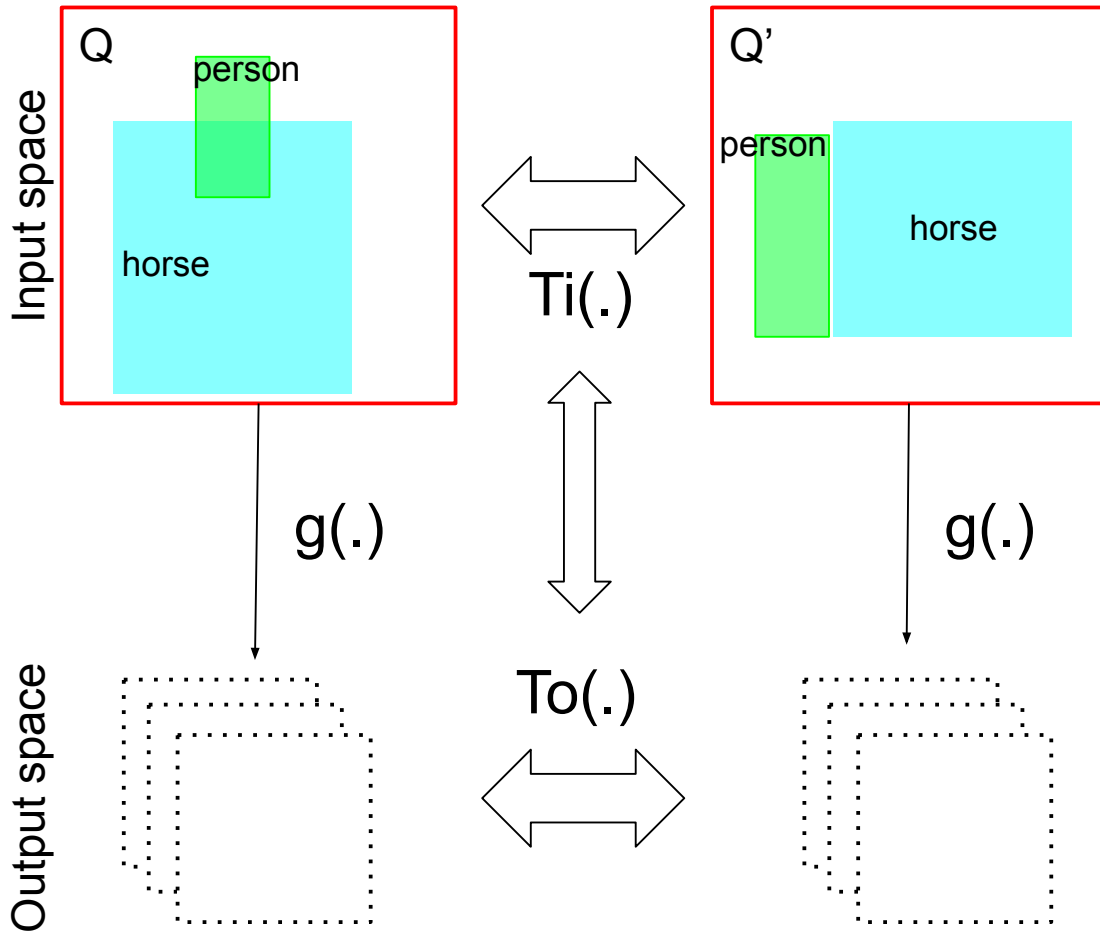 Input space
Q
person
horse
Ti(.)
Q’
person
horse
g(.)
g(.)
Output space
To(.)